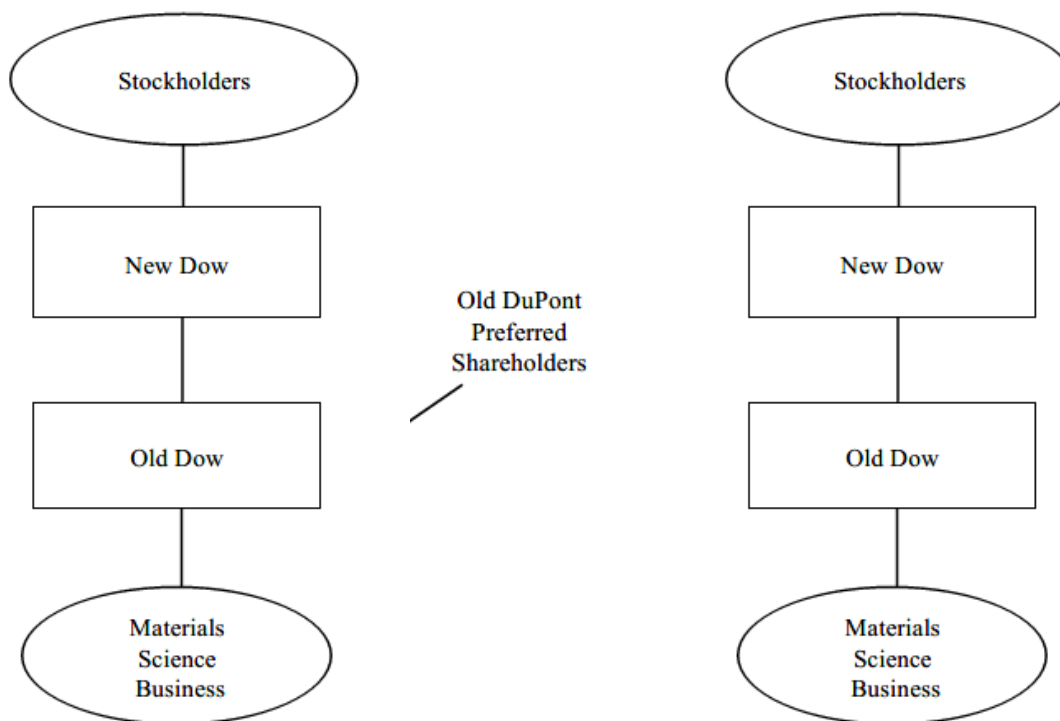 Stockholders
New Dow
Old Dow
Materials
Science
Business
Old DuPont
Preferred
Shareholders
Stockholders
New Dow
Old Dow
Materials
Science
Business